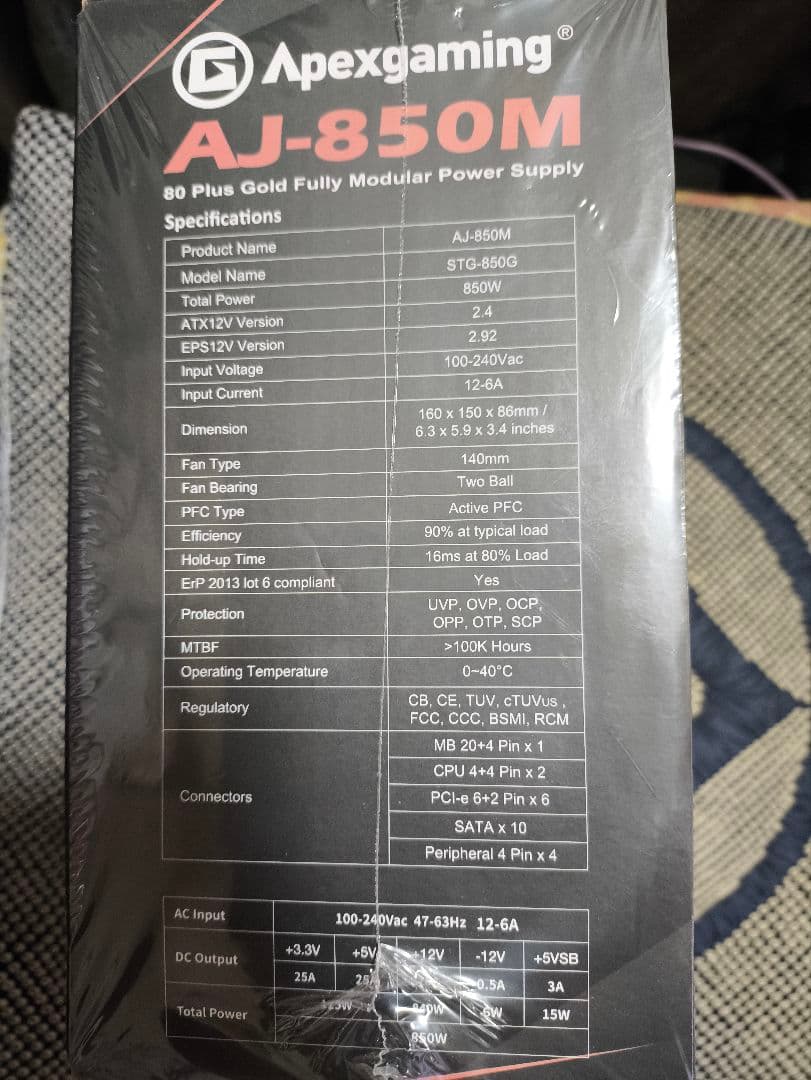 Apexgaming®
AJ-850M
80 Plus Gold Fully Modular Power Supply
Specifications
Product Name AJ-850M
Model Name STG-850G
Total Power 850W
ATX12V Version 2.4
EPS12V Version 2.92
Input Voltage 100-240Vac
Input Current 12-6A
Dimension 160 x 150 x 86mm /
6.3 x 5.9 x 3.4 inches
Fan Type 140mm
Fan Bearing Two Ball
PFC Type Active PFC
Efficiency 90% at typical load
Hold-up Time 16ms at 80% Load
ErP 2013 lot 6 compliant Yes
Protection UVP, OVP, OCP,
OPP, OTP, SCP
MTBF >100K Hours
Operating Temperature 0~40°C
Regulatory CB, CE, TUV, cTUVus ,
FCC, CCC, BSMI, RCM
Connectors MB 20+4 Pin x 1
CPU 4+4 Pin x 2
PCI-e 6+2 Pin x 6
SATA x 10
Peripheral 4 Pin x 4
AC Input 100-240Vac 47-63Hz 12-6A
DC Output +3.3V +5V +12V -12V +5VSB
25A 0.5A 3A
Total Power 840W 6W 15W
850W